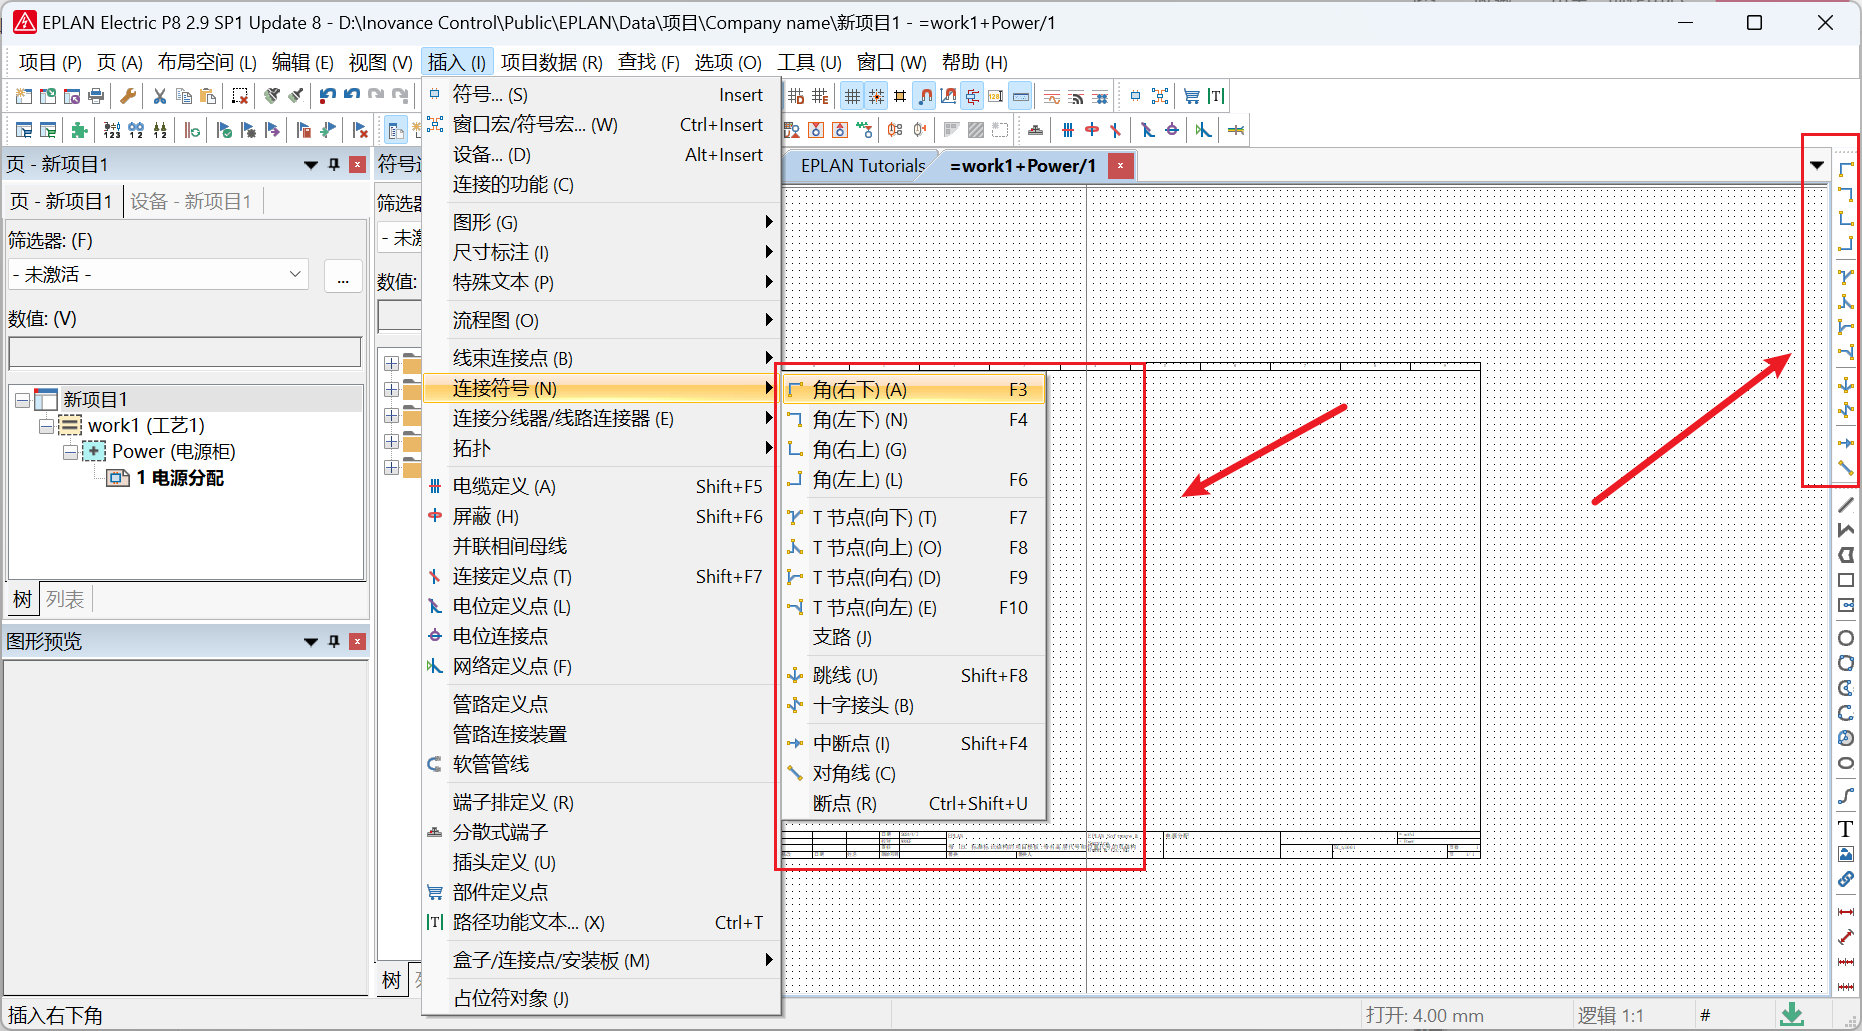 EPLAN Electric P8 2.9 SP1 Update 8 - D:\Inovance Control\Public\EPLAN\Data\项目\Company name\新项目1 - =work1+Power/1
项目 (P) 页 (A) 布局空间 (L) 编辑 (E) 视图 (V) 插入 (I) 项目数据 (R) 查找 (F) 选项 (O) 工具 (U) 窗口 (W) 帮助 (H)
页 - 新项目1
页 - 新项目1 设备 - 新项目1
筛选器: (F)
- 未激活 -
...
数值: (V)
新项目1
work1 (工艺1)
Power (电源柜)
1 电源分配
树 列表
图形预览
符号
筛选器
- 未激
数值:
树
符号... (S) Insert
窗口宏/符号宏... (W) Ctrl+Insert
设备... (D) Alt+Insert
连接的功能 (C)
图形 (G)
尺寸标注 (I)
特殊文本 (P)
流程图 (O)
线束连接点 (B)
连接符号 (N)
连接分线器/线路连接器 (E)
拓扑
电缆定义 (A) Shift+F5
屏蔽 (H) Shift+F6
并联相间母线
连接定义点 (T) Shift+F7
电位定义点 (L)
电位连接点
网络定义点 (F)
管路定义点
管路连接装置
软管管线
端子排定义 (R)
分散式端子
插头定义 (U)
部件定义点
路径功能文本... (X) Ctrl+T
盒子/连接点/安装板 (M)
占位符对象 (J)
角(右下) (A) F3
角(左下) (N) F4
角(右上) (G)
角(左上) (L) F6
T 节点(向下) (T) F7
T 节点(向上) (O) F8
T 节点(向右) (D) F9
T 节点(向左) (E) F10
支路 (J)
跳线 (U) Shift+F8
十字接头 (B)
中断点 (I) Shift+F4
对角线 (C)
断点 (R) Ctrl+Shift+U
EPLAN Tutorials =work1+Power/1
EPLAN
电源分配
插入右下角
打开: 4.00 mm 逻辑 1:1 #